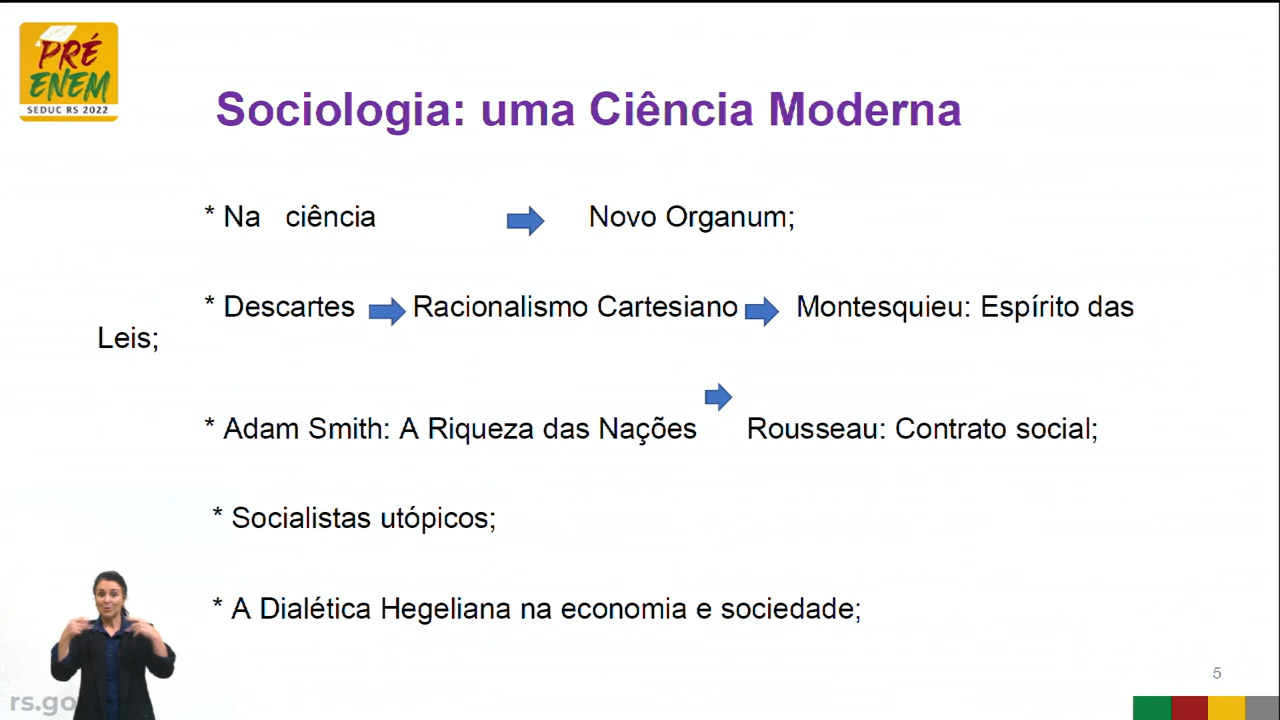 PRÉ
ENEM
SEDUC RS 2022
Sociologia: uma Ciência Moderna
* Na ciência Novo Organum;
* Descartes Racionalismo Cartesiano Montesquieu: Espírito das
Leis;
* Adam Smith: A Riqueza das Nações Rousseau: Contrato social;
* Socialistas utópicos;
* A Dialética Hegeliana na economia e sociedade;
5
rs.go